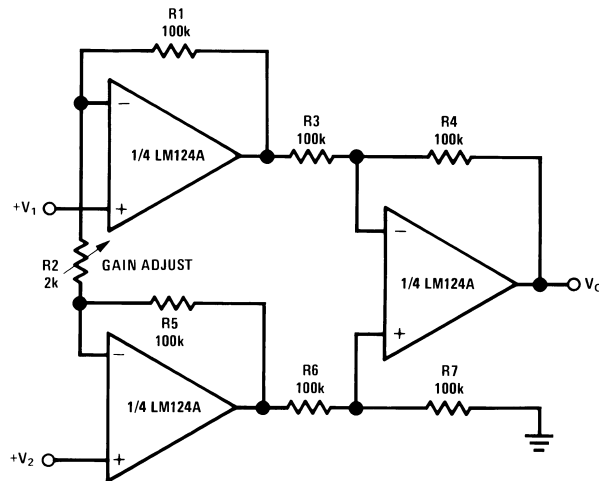 R1
100k
−
1/4 LM124A
+
+V1
R3
100k
R4
100k
R2
2k
GAIN ADJUST
R5
100k
−
1/4 LM124A
+
VO
−
1/4 LM124A
+
+V2
R6
100k
R7
100k